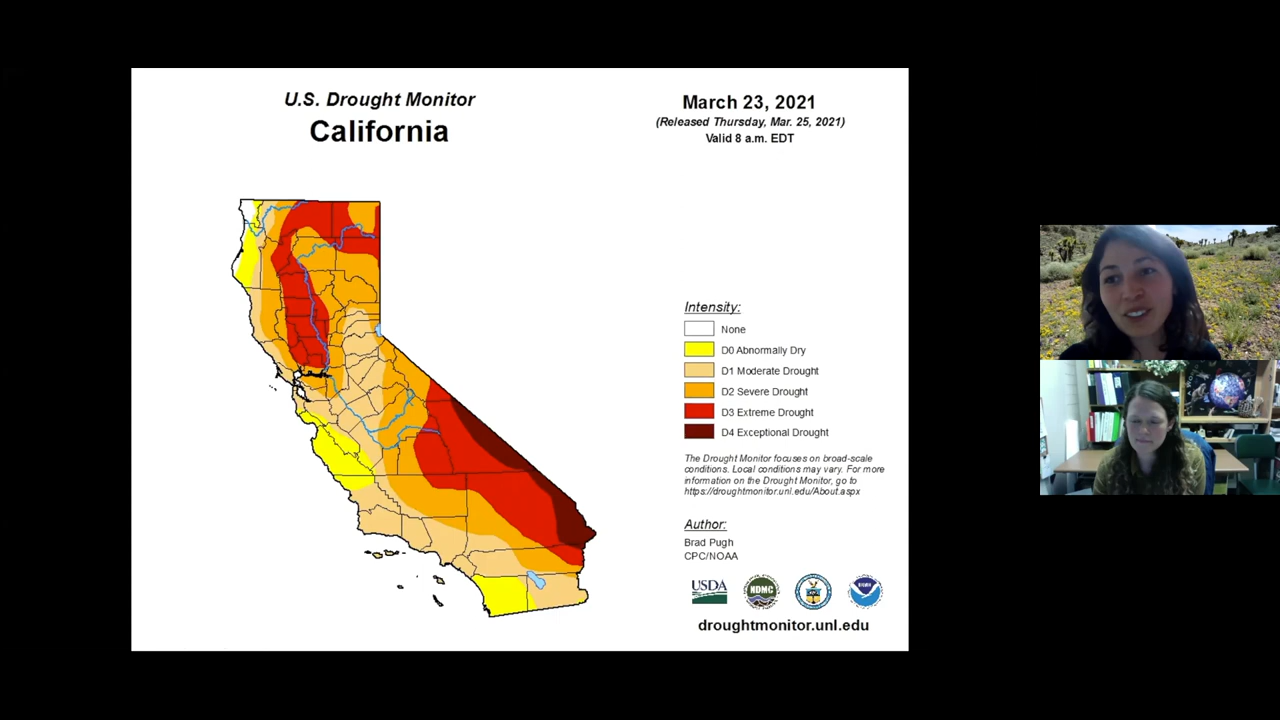 U.S. Drought Monitor
California
March 23, 2021
(Released Thursday, Mar. 25, 2021)
Valid 8 a.m. EDT
Intensity:
None
D0 Abnormally Dry
D1 Moderate Drought
D2 Severe Drought
D3 Extreme Drought
D4 Exceptional Drought
The Drought Monitor focuses on broad-scale
conditions. Local conditions may vary. For more
information on the Drought Monitor, go to
https://droughtmonitor.unl.edu/About.aspx
Author:
Brad Pugh
CPC/NOAA
USDA
NDMC
droughtmonitor.unl.edu